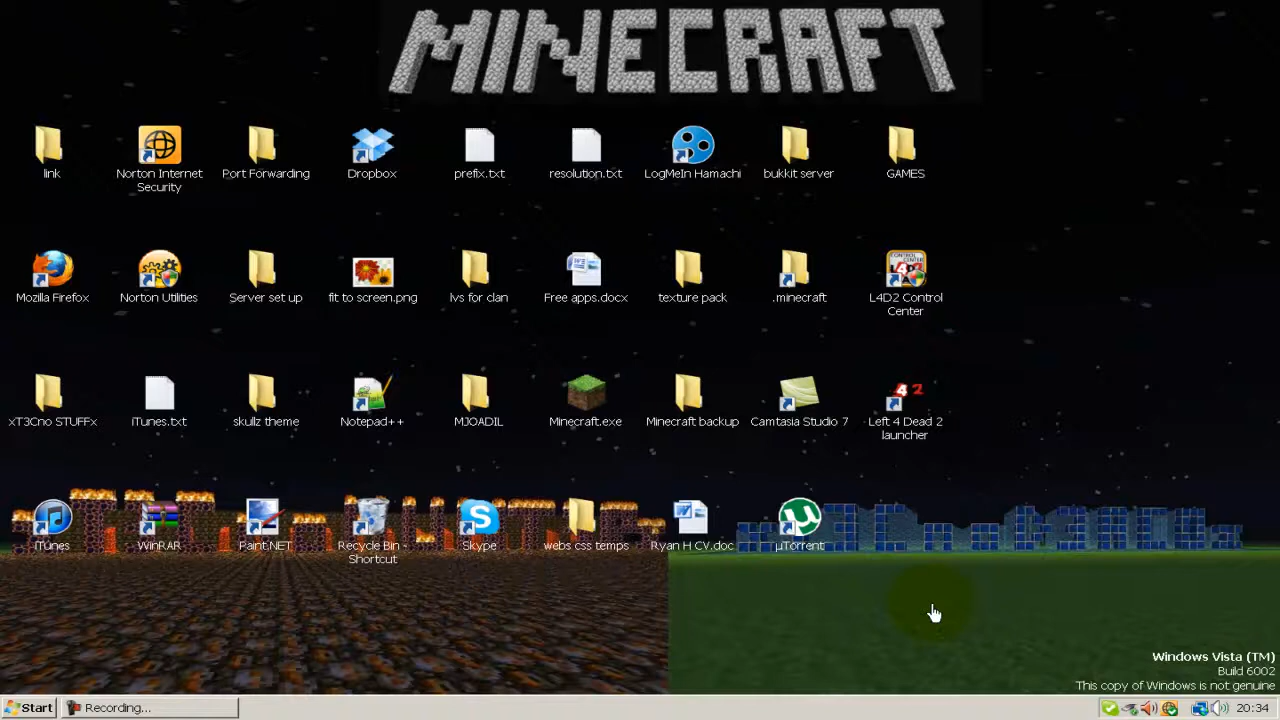 MINECRAFT
link
Norton Internet
Security
Port Forwarding
Dropbox
prefix.txt
resolution.txt
LogMeIn Hamachi
bukkit server
GAMES
Mozilla Firefox
Norton Utilities
Server set up
fit to screen.png
lvs for clan
Free apps.docx
texture pack
.minecraft
L4D2 Control
Center
xT3Cno STUFFx
iTunes.txt
skullz theme
Notepad++
MJOADIL
Minecraft.exe
Minecraft backup
Camtasia Studio 7
Left 4 Dead 2
launcher
iTunes
WinRAR
Paint.NET
Recycle Bin -
Shortcut
Skype
webs css temps
Ryan H CV.doc
µTorrent
Windows Vista (TM)
Build 6002
This copy of Windows is not genuine
Start
Recording...
20:34